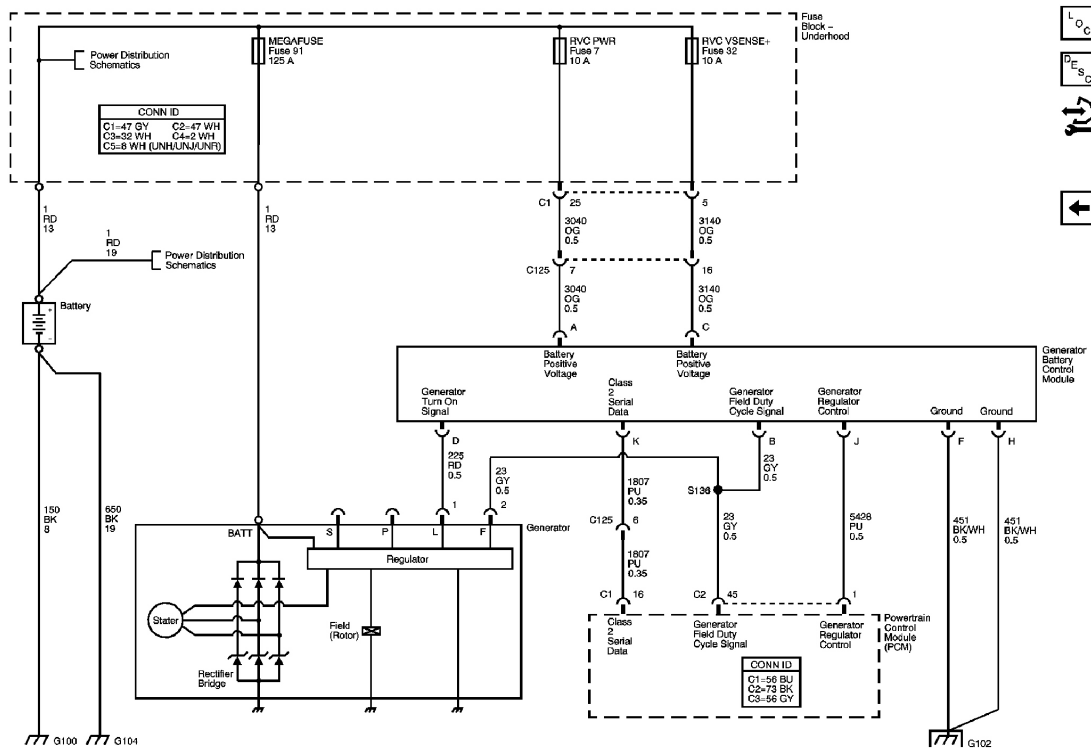 Fuse
Block –
Underhood
MEGAFUSE
Fuse 91
125 A
RVC PWR
Fuse 7
10 A
RVC VSENSE+
Fuse 32
10 A
Power Distribution
Schematics
CONN ID
C1=47 GY C2=47 WH
C3=32 WH C4=2 WH
C5=8 WH (UNH/UNJ/UNR)
L
O
C
D
E
S
C
C1
25
5
1
RD
13
1
RD
13
3040
OG
0.5
3140
OG
0.5
1
RD
19
Power Distribution
Schematics
C125
7
16
3040
OG
0.5
3140
OG
0.5
Battery
+
-
A
C
Battery
Positive
Voltage
Battery
Positive
Voltage
Generator
Battery
Control
Module
Generator
Turn On
Signal
Class
2
Serial
Data
Generator
Field Duty
Cycle Signal
Generator
Regulator
Control
Ground
Ground
D
K
B
J
F
H
225
RD
0.5
23
GY
0.5
23
GY
0.5
1807
PU
0.35
S136
150
BK
8
650
BK
19
1
2
C125
6
23
GY
0.5
5428
PU
0.5
451
BK/WH
0.5
451
BK/WH
0.5
Generator
BATT
S
P
L
F
Regulator
1807
PU
0.35
C1
16
C2
45
1
Stater
Field
(Rotor)
Rectifier
Bridge
Class
2
Serial
Data
Generator
Field Duty
Cycle Signal
Generator
Regulator
Control
Powertrain
Control
Module
(PCM)
CONN ID
C1=56 BU
C2=73 BK
C3=56 GY
G100
G104
G102